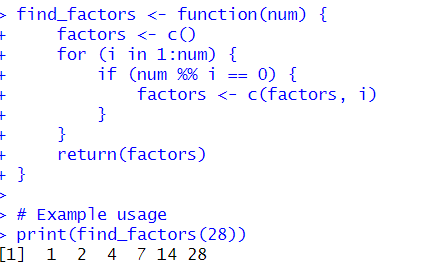 > find_factors <- function(num) {
+     factors <- c()
+     for (i in 1:num) {
+         if (num %% i == 0) {
+             factors <- c(factors, i)
+         }
+     }
+     return(factors)
+ }
>
> # Example usage
> print(find_factors(28))
[1]  1  2  4  7 14 28